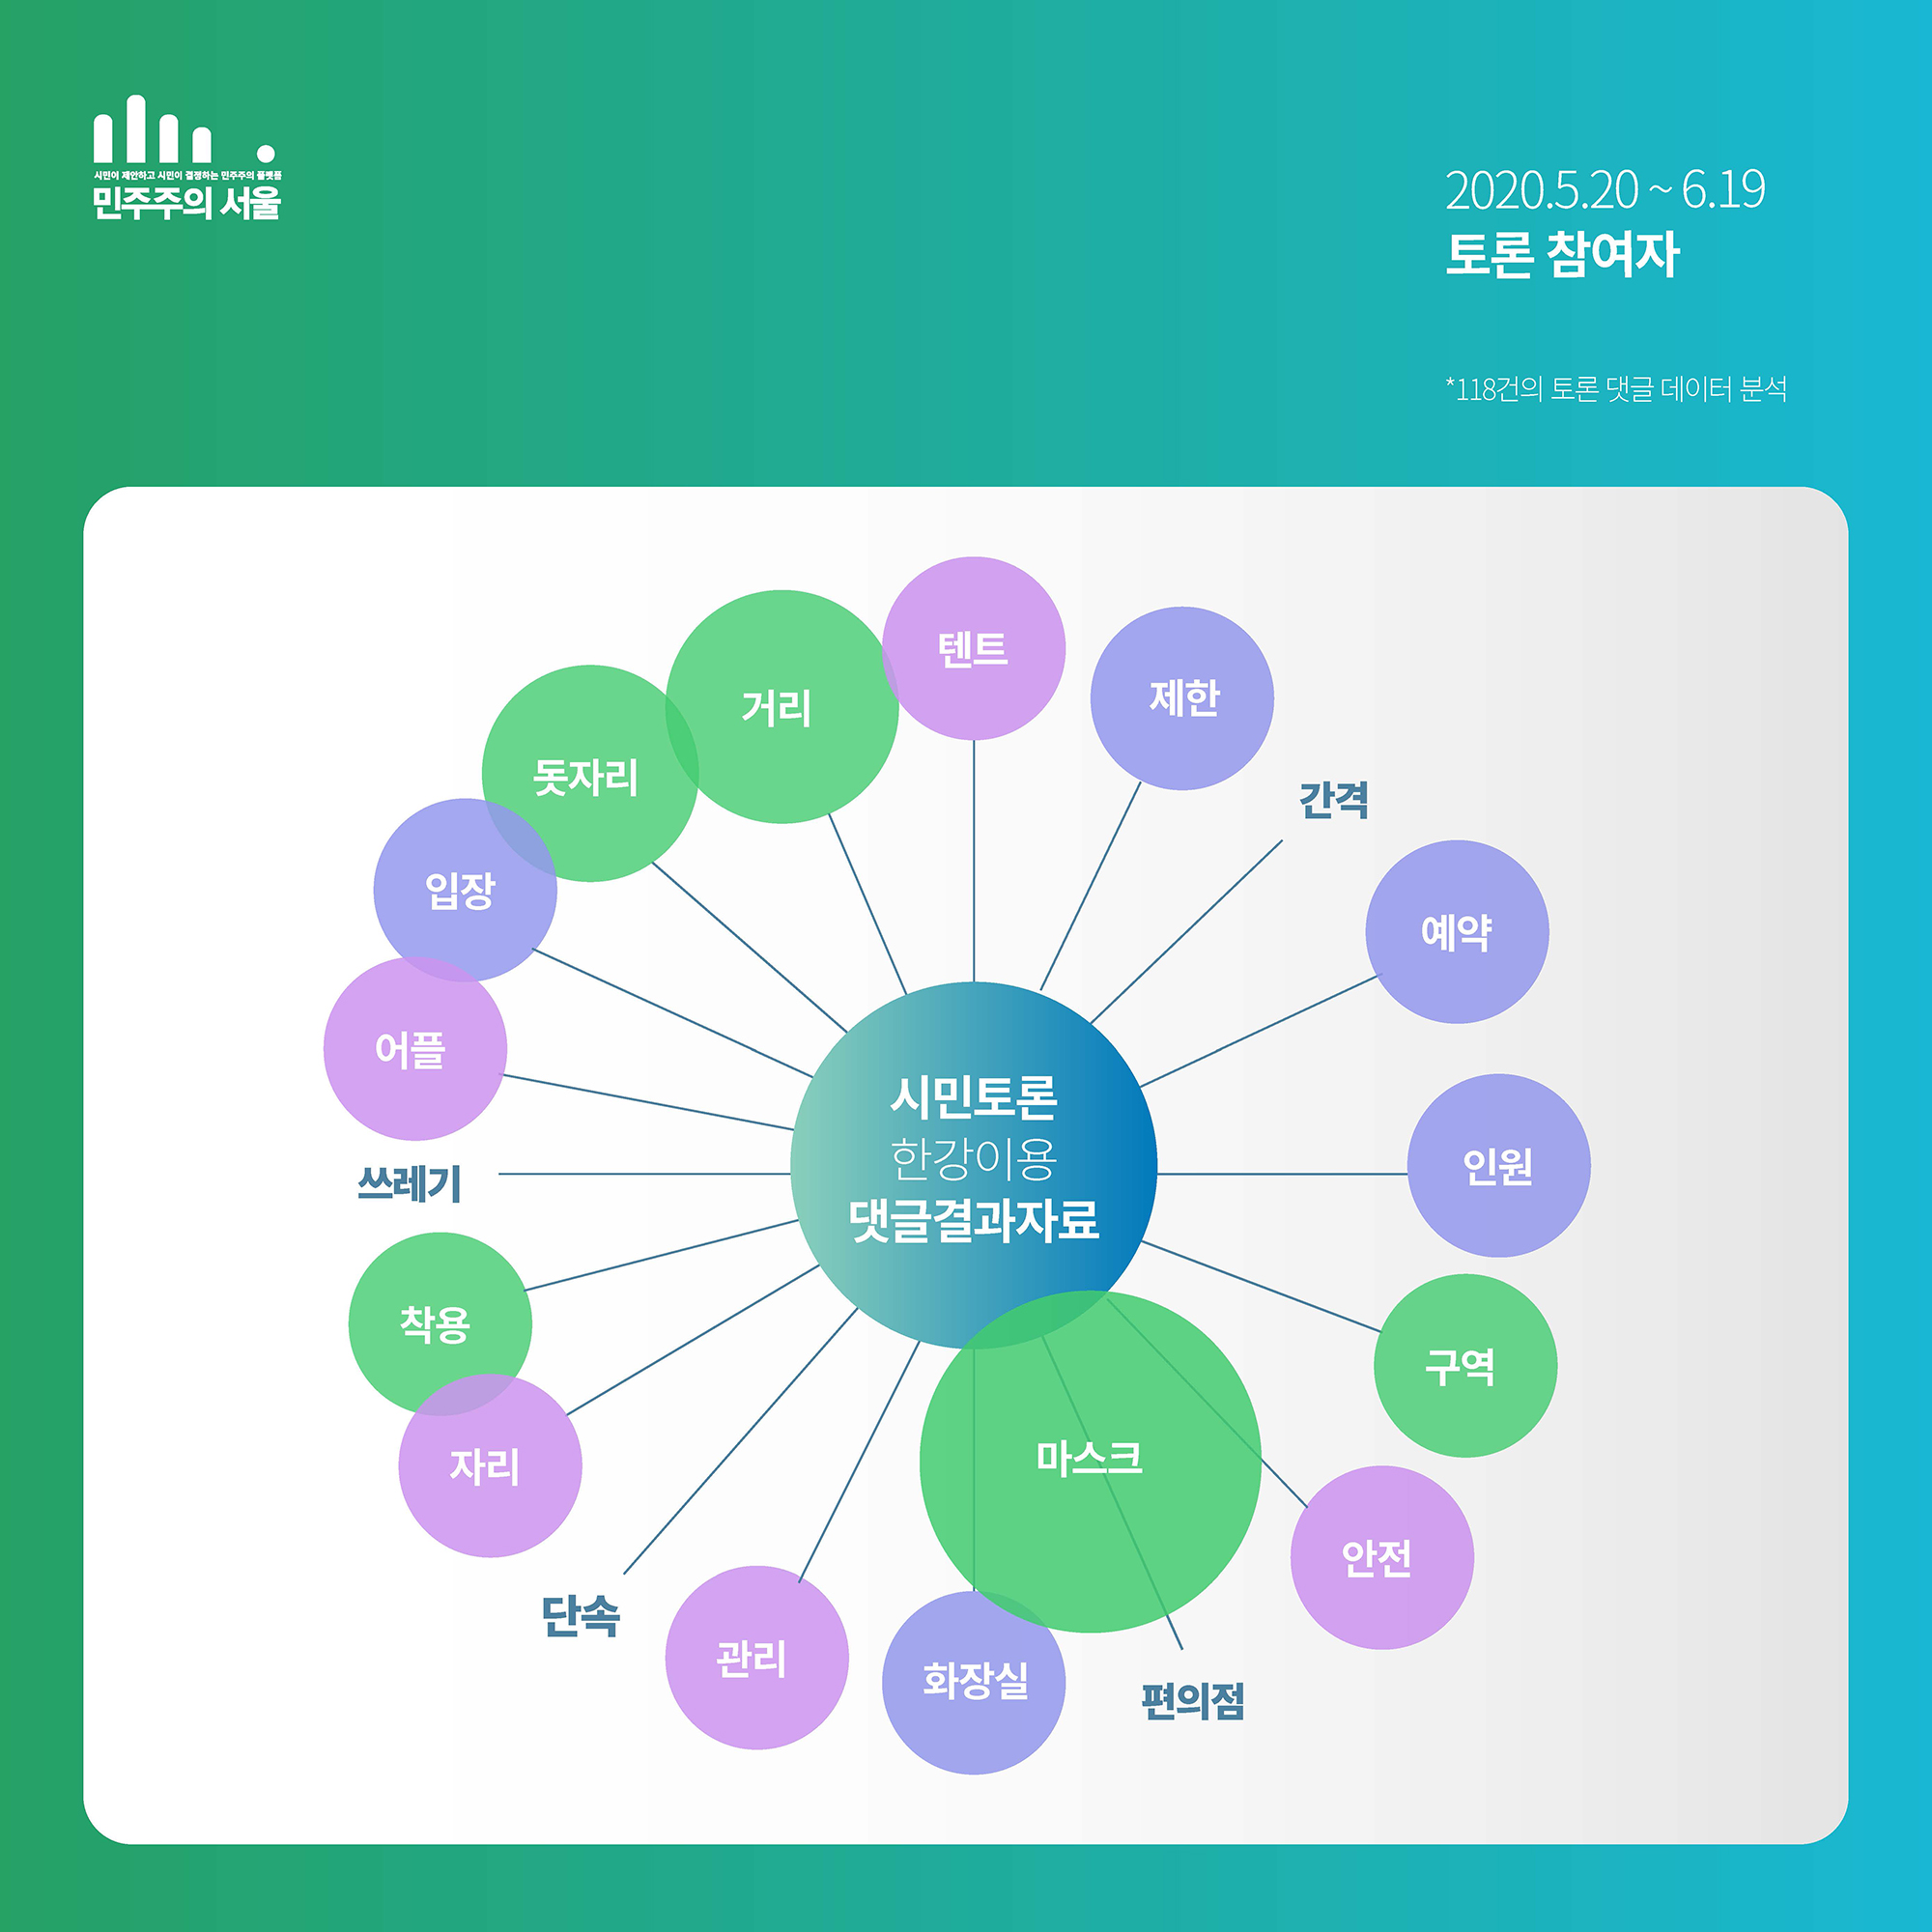 시민이 제안하고 시민이 결정하는 민주주의 플랫폼
민주주의 서울
2020.5.20 ~ 6.19
토론 참여자
*118건의 토론 댓글 데이터 분석
텐트
제한
거리
돗자리
간격
입장
예약
어플
시민토론
한강이용
댓글결과자료
인원
쓰레기
착용
구역
자리
마스크
안전
단속
관리
화장실
편의점